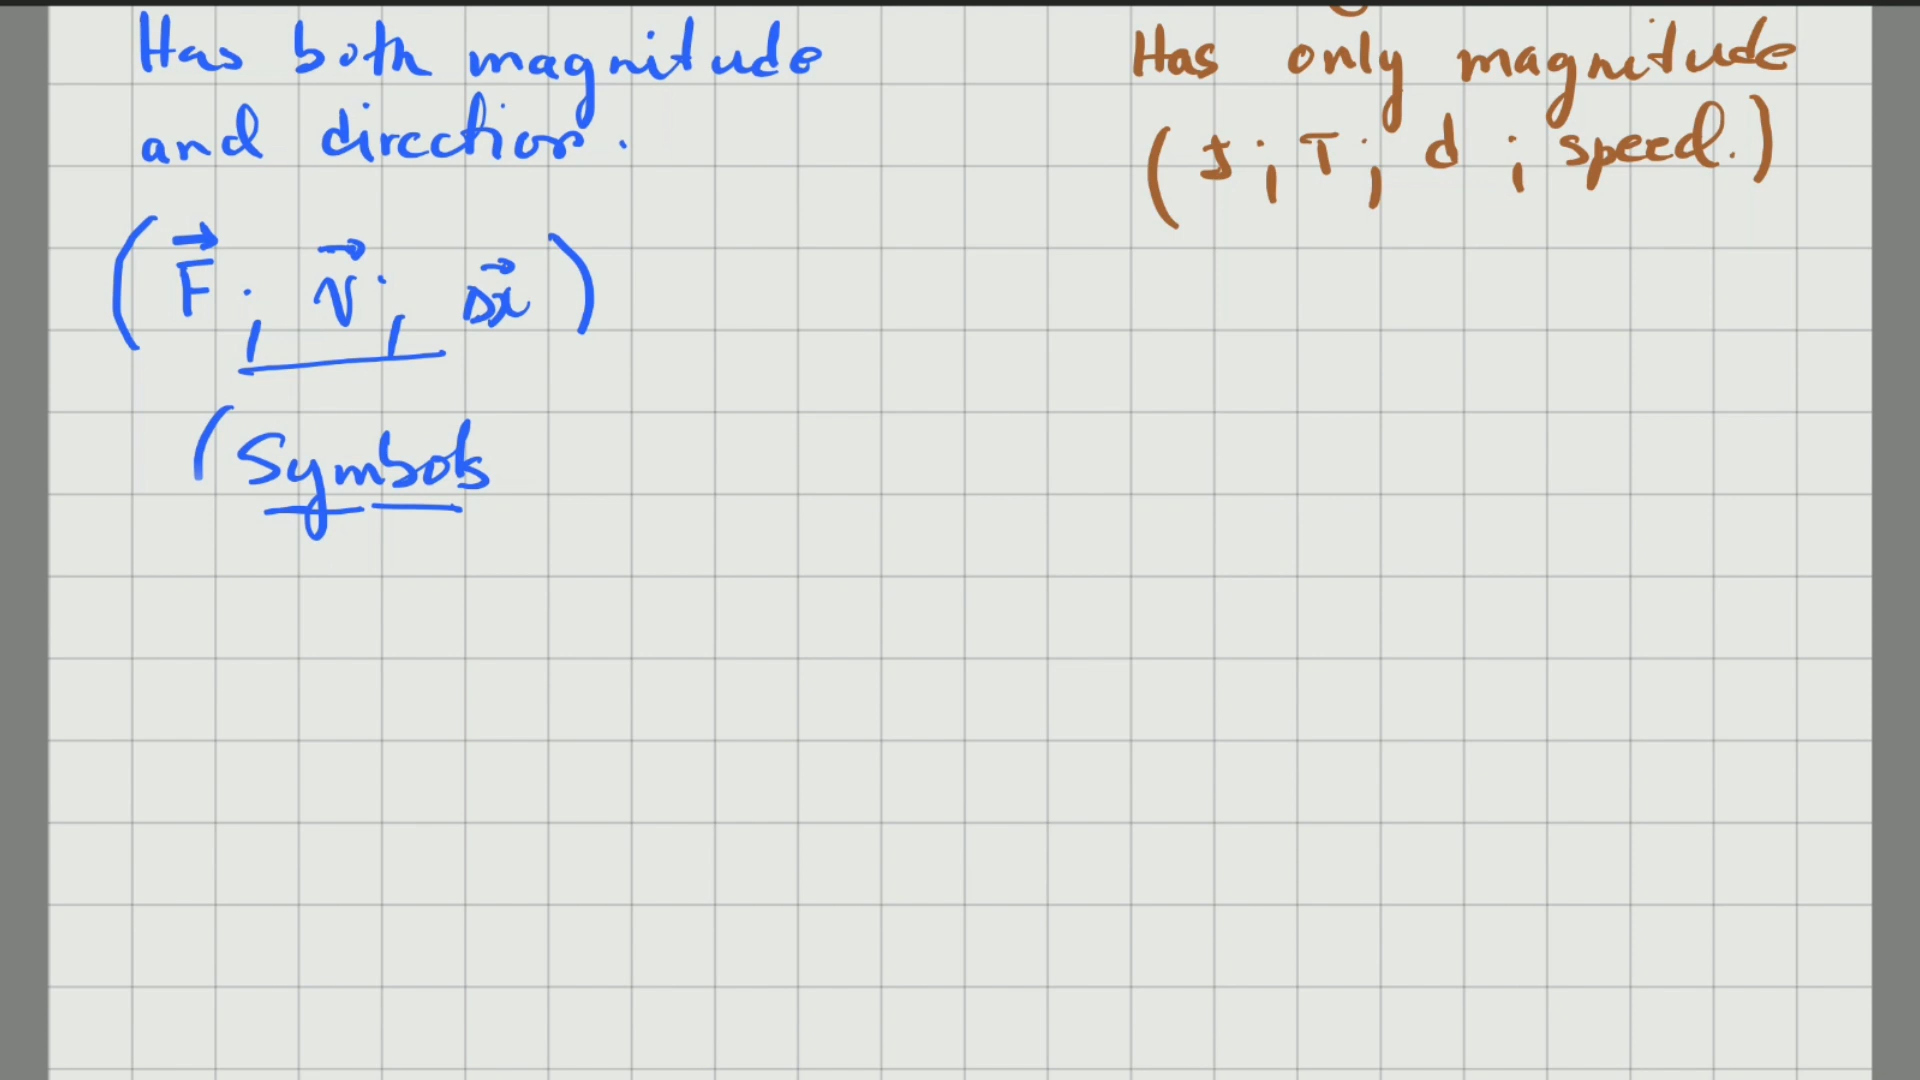 Has both magnitude
and direction.
(F⃗ ; v⃗ ; Δx⃗)
(Symbols
Has only magnitude
( ; T ; d ; speed.)